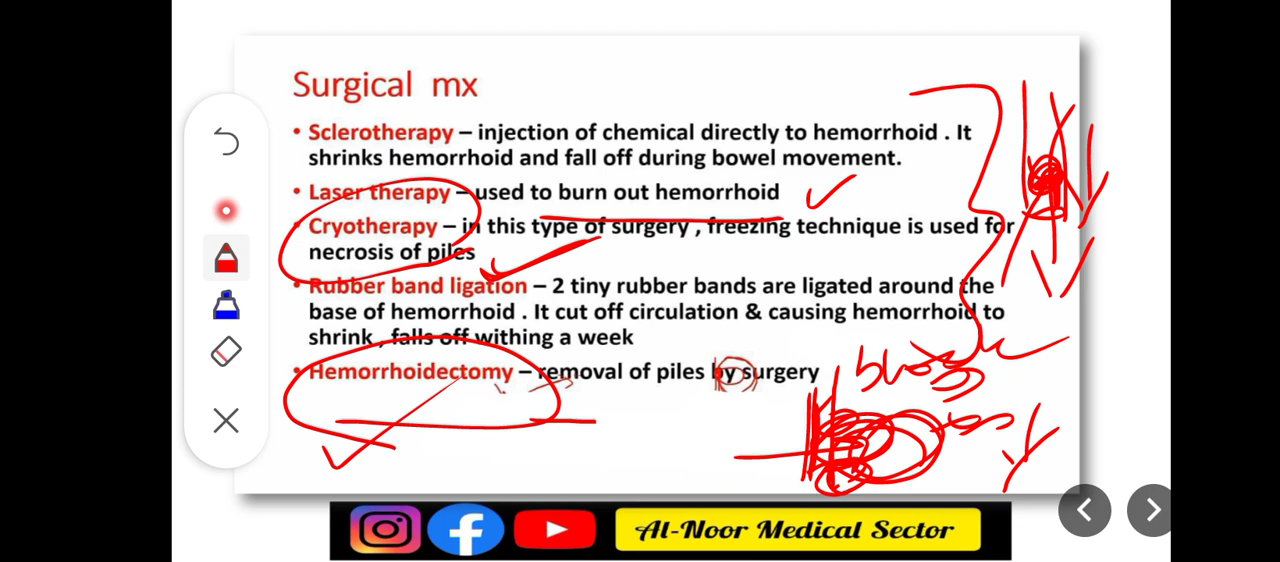 Surgical mx
• Sclerotherapy – injection of chemical directly to hemorrhoid . It
shrinks hemorrhoid and fall off during bowel movement.
• Laser therapy – used to burn out hemorrhoid
• Cryotherapy – in this type of surgery , freezing technique is used for
necrosis of piles
• Rubber band ligation – 2 tiny rubber bands are ligated around the
base of hemorrhoid . It cut off circulation & causing hemorrhoid to
shrink , falls off withing a week
• Hemorrhoidectomy – removal of piles by surgery
Al-Noor Medical Sector